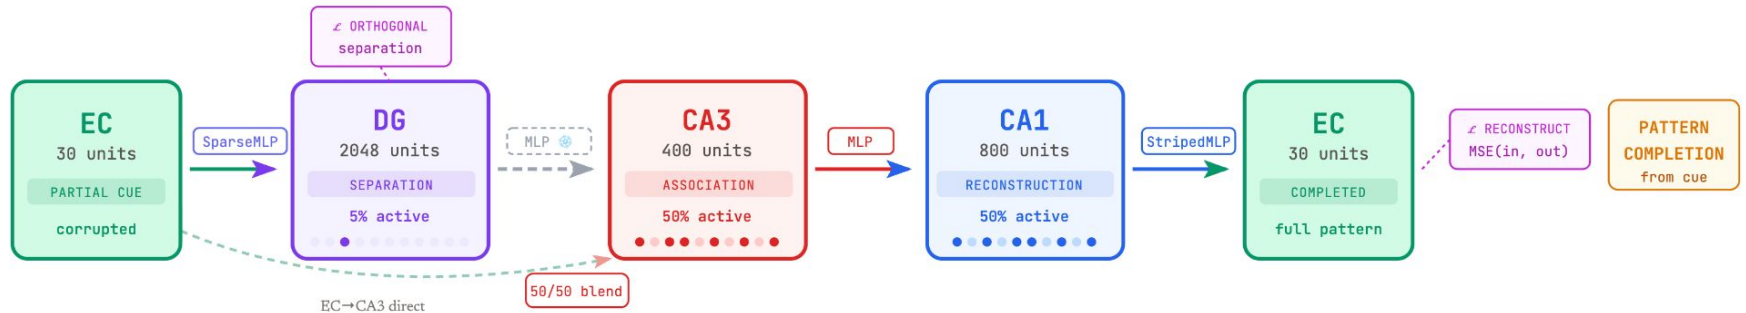 ℒ ORTHOGONAL
separation
EC
30 units
PARTIAL CUE
corrupted
SparseMLP
DG
2048 units
SEPARATION
5% active
MLP ❄
CA3
400 units
ASSOCIATION
50% active
MLP
CA1
800 units
RECONSTRUCTION
50% active
StripedMLP
EC
30 units
COMPLETED
full pattern
ℒ RECONSTRUCT
MSE(in, out)
PATTERN
COMPLETION
from cue
50/50 blend
EC→CA3 direct